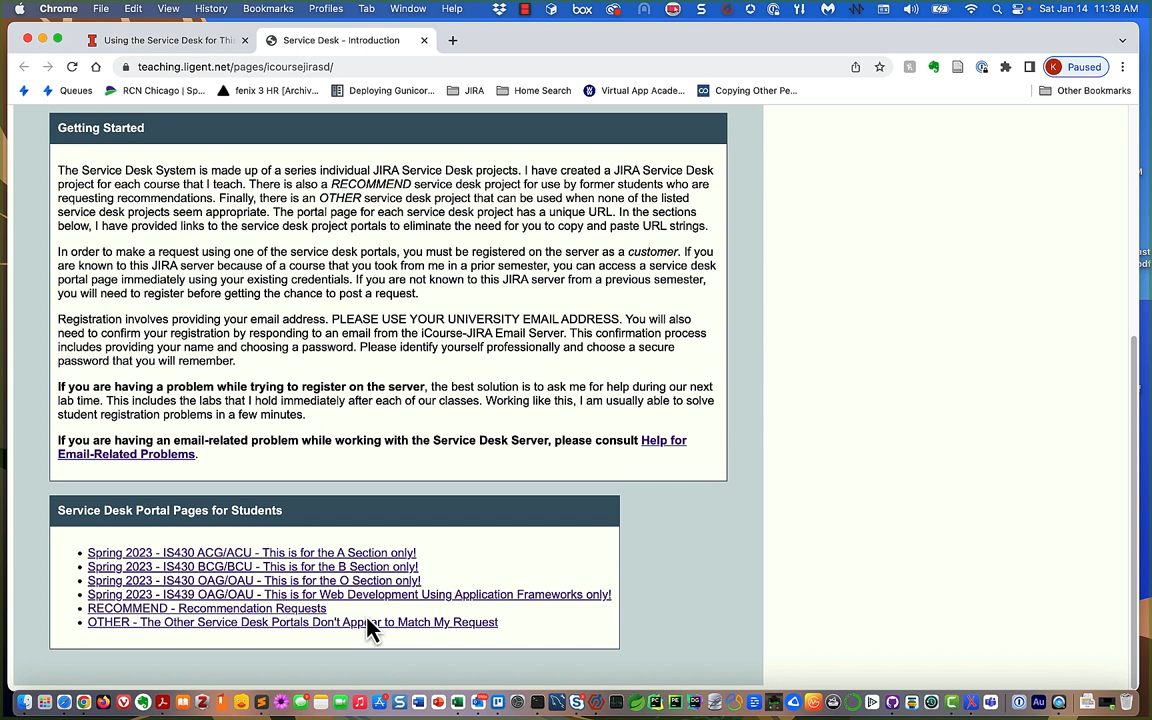 Chrome File Edit View History Bookmarks Profiles Tab Window Help box Sat Jan 14 11:38 AM
Using the Service Desk for Thi Service Desk - Introduction
teaching.ligent.net/pages/icoursejirasd/ K Paused
Queues RCN Chicago | Sp... fenix 3 HR [Archiv... Deploying Gunicor... JIRA Home Search Virtual App Acade... Copying Other Pe... Other Bookmarks
Getting Started
The Service Desk System is made up of a series individual JIRA Service Desk projects. I have created a JIRA Service Desk
project for each course that I teach. There is also a RECOMMEND service desk project for use by former students who are
requesting recommendations. Finally, there is an OTHER service desk project that can be used when none of the listed
service desk projects seem appropriate. The portal page for each service desk project has a unique URL. In the sections
below, I have provided links to the service desk project portals to eliminate the need for you to copy and paste URL strings.
In order to make a request using one of the service desk portals, you must be registered on the server as a customer. If you
are known to this JIRA server because of a course that you took from me in a prior semester, you can access a service desk
portal page immediately using your existing credentials. If you are not known to this JIRA server from a previous semester,
you will need to register before getting the chance to post a request.
Registration involves providing your email address. PLEASE USE YOUR UNIVERSITY EMAIL ADDRESS. You will also
need to confirm your registration by responding to an email from the iCourse-JIRA Email Server. This confirmation process
includes providing your name and choosing a password. Please identify yourself professionally and choose a secure
password that you will remember.
If you are having a problem while trying to register on the server, the best solution is to ask me for help during our next
lab time. This includes the labs that I hold immediately after each of our classes. Working like this, I am usually able to solve
student registration problems in a few minutes.
If you are having an email-related problem while working with the Service Desk Server, please consult Help for
Email-Related Problems.
Service Desk Portal Pages for Students
• Spring 2023 - IS430 ACG/ACU - This is for the A Section only!
• Spring 2023 - IS430 BCG/BCU - This is for the B Section only!
• Spring 2023 - IS430 OAG/OAU - This is for the O Section only!
• Spring 2023 - IS439 OAG/OAU - This is for Web Development Using Application Frameworks only!
• RECOMMEND - Recommendation Requests
• OTHER - The Other Service Desk Portals Don't Appear to Match My Request